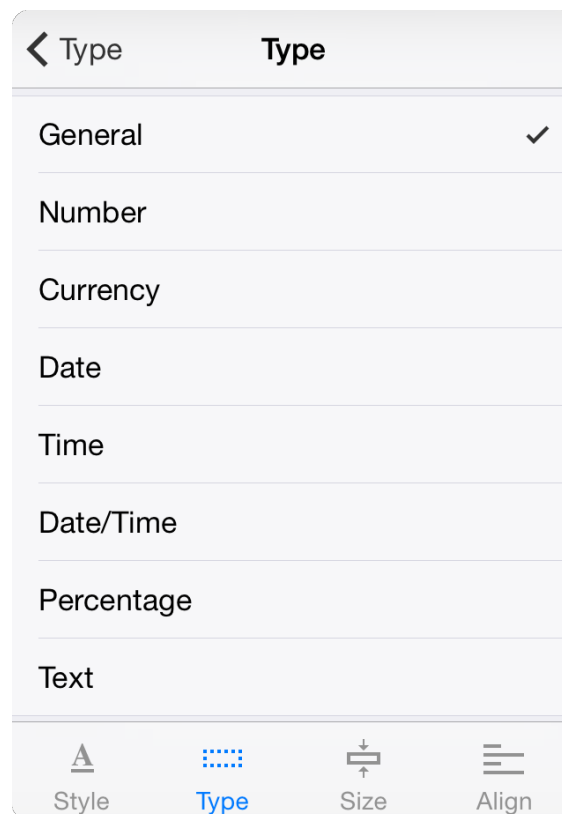 Type Type
General
Number
Currency
Date
Time
Date/Time
Percentage
Text
A
Style Type Size Align